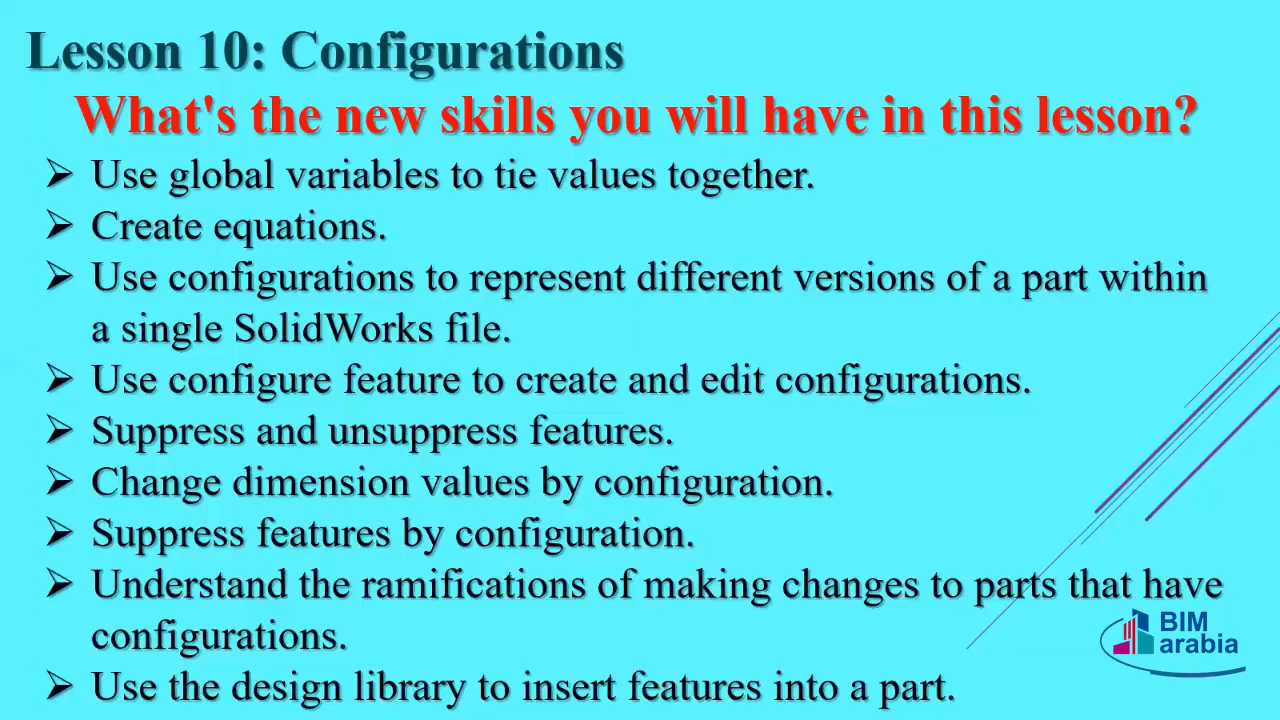 Lesson 10: Configurations
What's the new skills you will have in this lesson?
➢ Use global variables to tie values together.
➢ Create equations.
➢ Use configurations to represent different versions of a part within
a single SolidWorks file.
➢ Use configure feature to create and edit configurations.
➢ Suppress and unsuppress features.
➢ Change dimension values by configuration.
➢ Suppress features by configuration.
➢ Understand the ramifications of making changes to parts that have
configurations.
➢ Use the design library to insert features into a part.
BIM
arabia